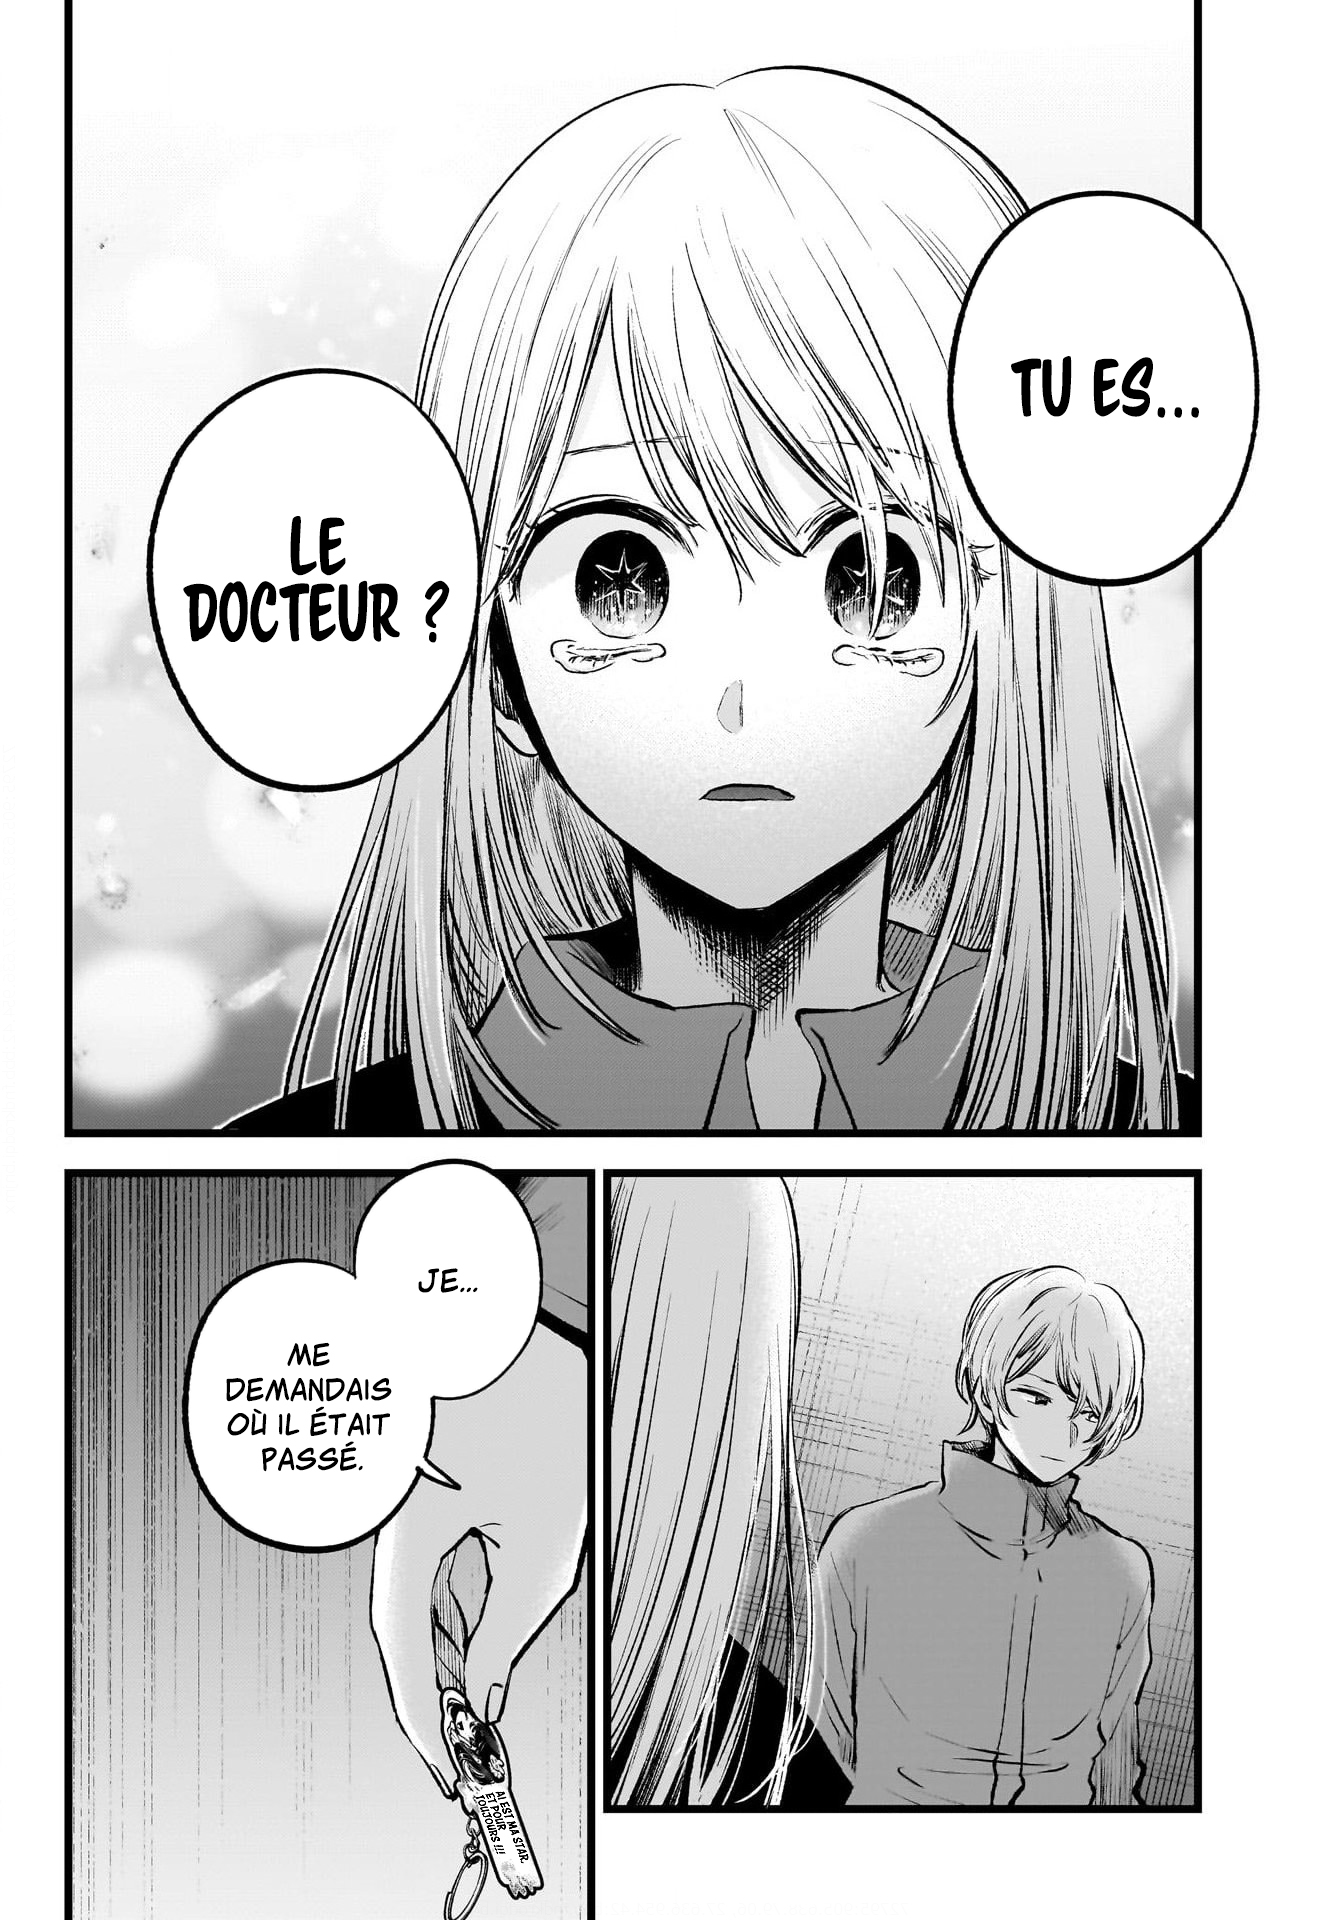 TU ES...
LE
DOCTEUR ?
JE...
ME
DEMANDAIS
OÙ IL ÉTAIT
PASSÉ.
AI EST MA STAR.
ET POUR
TOUJOURS !!!